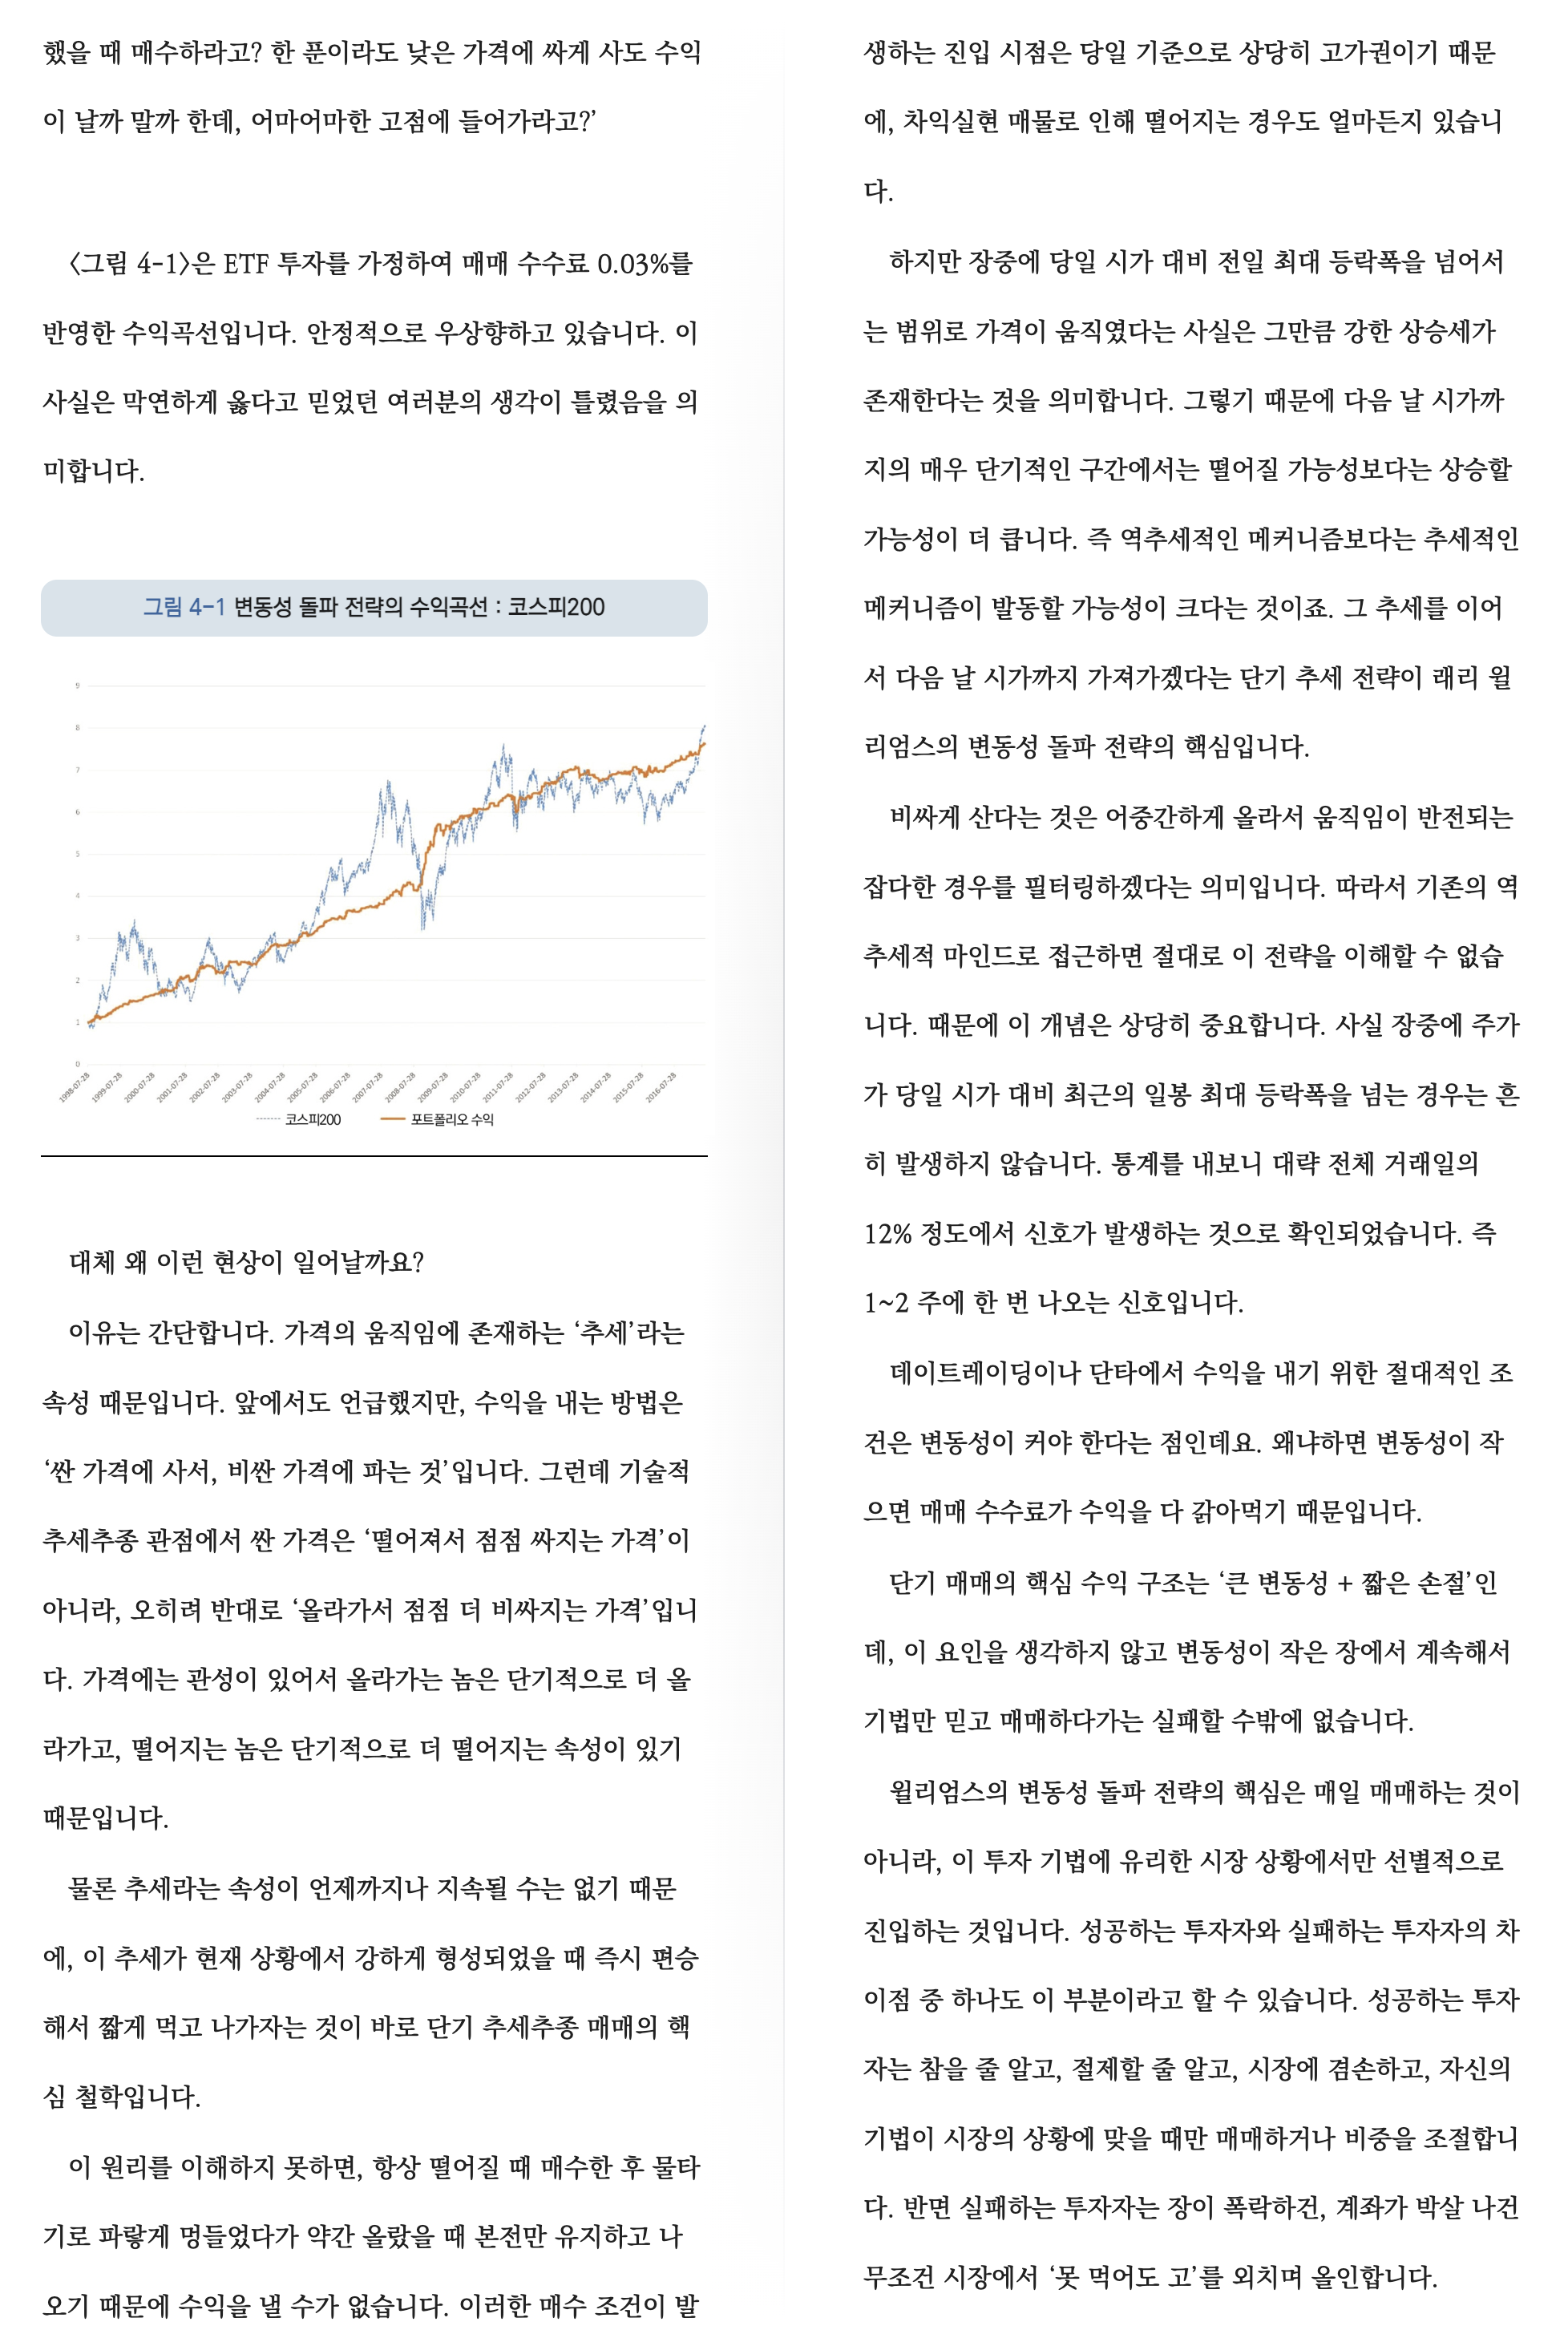 했을 때 매수하라고? 한 푼이라도 낮은 가격에 싸게 사도 수익
이 날까 말까 한데, 어마어마한 고점에 들어가라고?’
〈그림 4-1〉은 ETF 투자를 가정하여 매매 수수료 0.03%를
반영한 수익곡선입니다. 안정적으로 우상향하고 있습니다. 이
사실은 막연하게 옳다고 믿었던 여러분의 생각이 틀렸음을 의
미합니다.
그림 4-1 변동성 돌파 전략의 수익곡선 : 코스피200
9
8
7
6
5
4
3
2
1
0
1998-07-28
1999-07-28
2000-07-28
2001-07-28
2002-07-28
2003-07-28
2004-07-28
2005-07-28
2006-07-28
2007-07-28
2008-07-28
2009-07-28
2010-07-28
2011-07-28
2012-07-28
2013-07-28
2014-07-28
2015-07-28
2016-07-28
코스피200 포트폴리오 수익
대체 왜 이런 현상이 일어날까요?
이유는 간단합니다. 가격의 움직임에 존재하는 ‘추세’라는
속성 때문입니다. 앞에서도 언급했지만, 수익을 내는 방법은
‘싼 가격에 사서, 비싼 가격에 파는 것’입니다. 그런데 기술적
추세추종 관점에서 싼 가격은 ‘떨어져서 점점 싸지는 가격’이
아니라, 오히려 반대로 ‘올라가서 점점 더 비싸지는 가격’입니
다. 가격에는 관성이 있어서 올라가는 놈은 단기적으로 더 올
라가고, 떨어지는 놈은 단기적으로 더 떨어지는 속성이 있기
때문입니다.
물론 추세라는 속성이 언제까지나 지속될 수는 없기 때문
에, 이 추세가 현재 상황에서 강하게 형성되었을 때 즉시 편승
해서 짧게 먹고 나가자는 것이 바로 단기 추세추종 매매의 핵
심 철학입니다.
이 원리를 이해하지 못하면, 항상 떨어질 때 매수한 후 물타
기로 파랗게 멍들었다가 약간 올랐을 때 본전만 유지하고 나
오기 때문에 수익을 낼 수가 없습니다. 이러한 매수 조건이 발
생하는 진입 시점은 당일 기준으로 상당히 고가권이기 때문
에, 차익실현 매물로 인해 떨어지는 경우도 얼마든지 있습니
다.
하지만 장중에 당일 시가 대비 전일 최대 등락폭을 넘어서
는 범위로 가격이 움직였다는 사실은 그만큼 강한 상승세가
존재한다는 것을 의미합니다. 그렇기 때문에 다음 날 시가까
지의 매우 단기적인 구간에서는 떨어질 가능성보다는 상승할
가능성이 더 큽니다. 즉 역추세적인 메커니즘보다는 추세적인
메커니즘이 발동할 가능성이 크다는 것이죠. 그 추세를 이어
서 다음 날 시가까지 가져가겠다는 단기 추세 전략이 래리 윌
리엄스의 변동성 돌파 전략의 핵심입니다.
비싸게 산다는 것은 어중간하게 올라서 움직임이 반전되는
잡다한 경우를 필터링하겠다는 의미입니다. 따라서 기존의 역
추세적 마인드로 접근하면 절대로 이 전략을 이해할 수 없습
니다. 때문에 이 개념은 상당히 중요합니다. 사실 장중에 주가
가 당일 시가 대비 최근의 일봉 최대 등락폭을 넘는 경우는 흔
히 발생하지 않습니다. 통계를 내보니 대략 전체 거래일의
12% 정도에서 신호가 발생하는 것으로 확인되었습니다. 즉
1~2 주에 한 번 나오는 신호입니다.
데이트레이딩이나 단타에서 수익을 내기 위한 절대적인 조
건은 변동성이 커야 한다는 점인데요. 왜냐하면 변동성이 작
으면 매매 수수료가 수익을 다 갉아먹기 때문입니다.
단기 매매의 핵심 수익 구조는 ‘큰 변동성 + 짧은 손절’인
데, 이 요인을 생각하지 않고 변동성이 작은 장에서 계속해서
기법만 믿고 매매하다가는 실패할 수밖에 없습니다.
윌리엄스의 변동성 돌파 전략의 핵심은 매일 매매하는 것이
아니라, 이 투자 기법에 유리한 시장 상황에서만 선별적으로
진입하는 것입니다. 성공하는 투자자와 실패하는 투자자의 차
이점 중 하나도 이 부분이라고 할 수 있습니다. 성공하는 투자
자는 참을 줄 알고, 절제할 줄 알고, 시장에 겸손하고, 자신의
기법이 시장의 상황에 맞을 때만 매매하거나 비중을 조절합니
다. 반면 실패하는 투자자는 장이 폭락하건, 계좌가 박살 나건
무조건 시장에서 ‘못 먹어도 고’를 외치며 올인합니다.